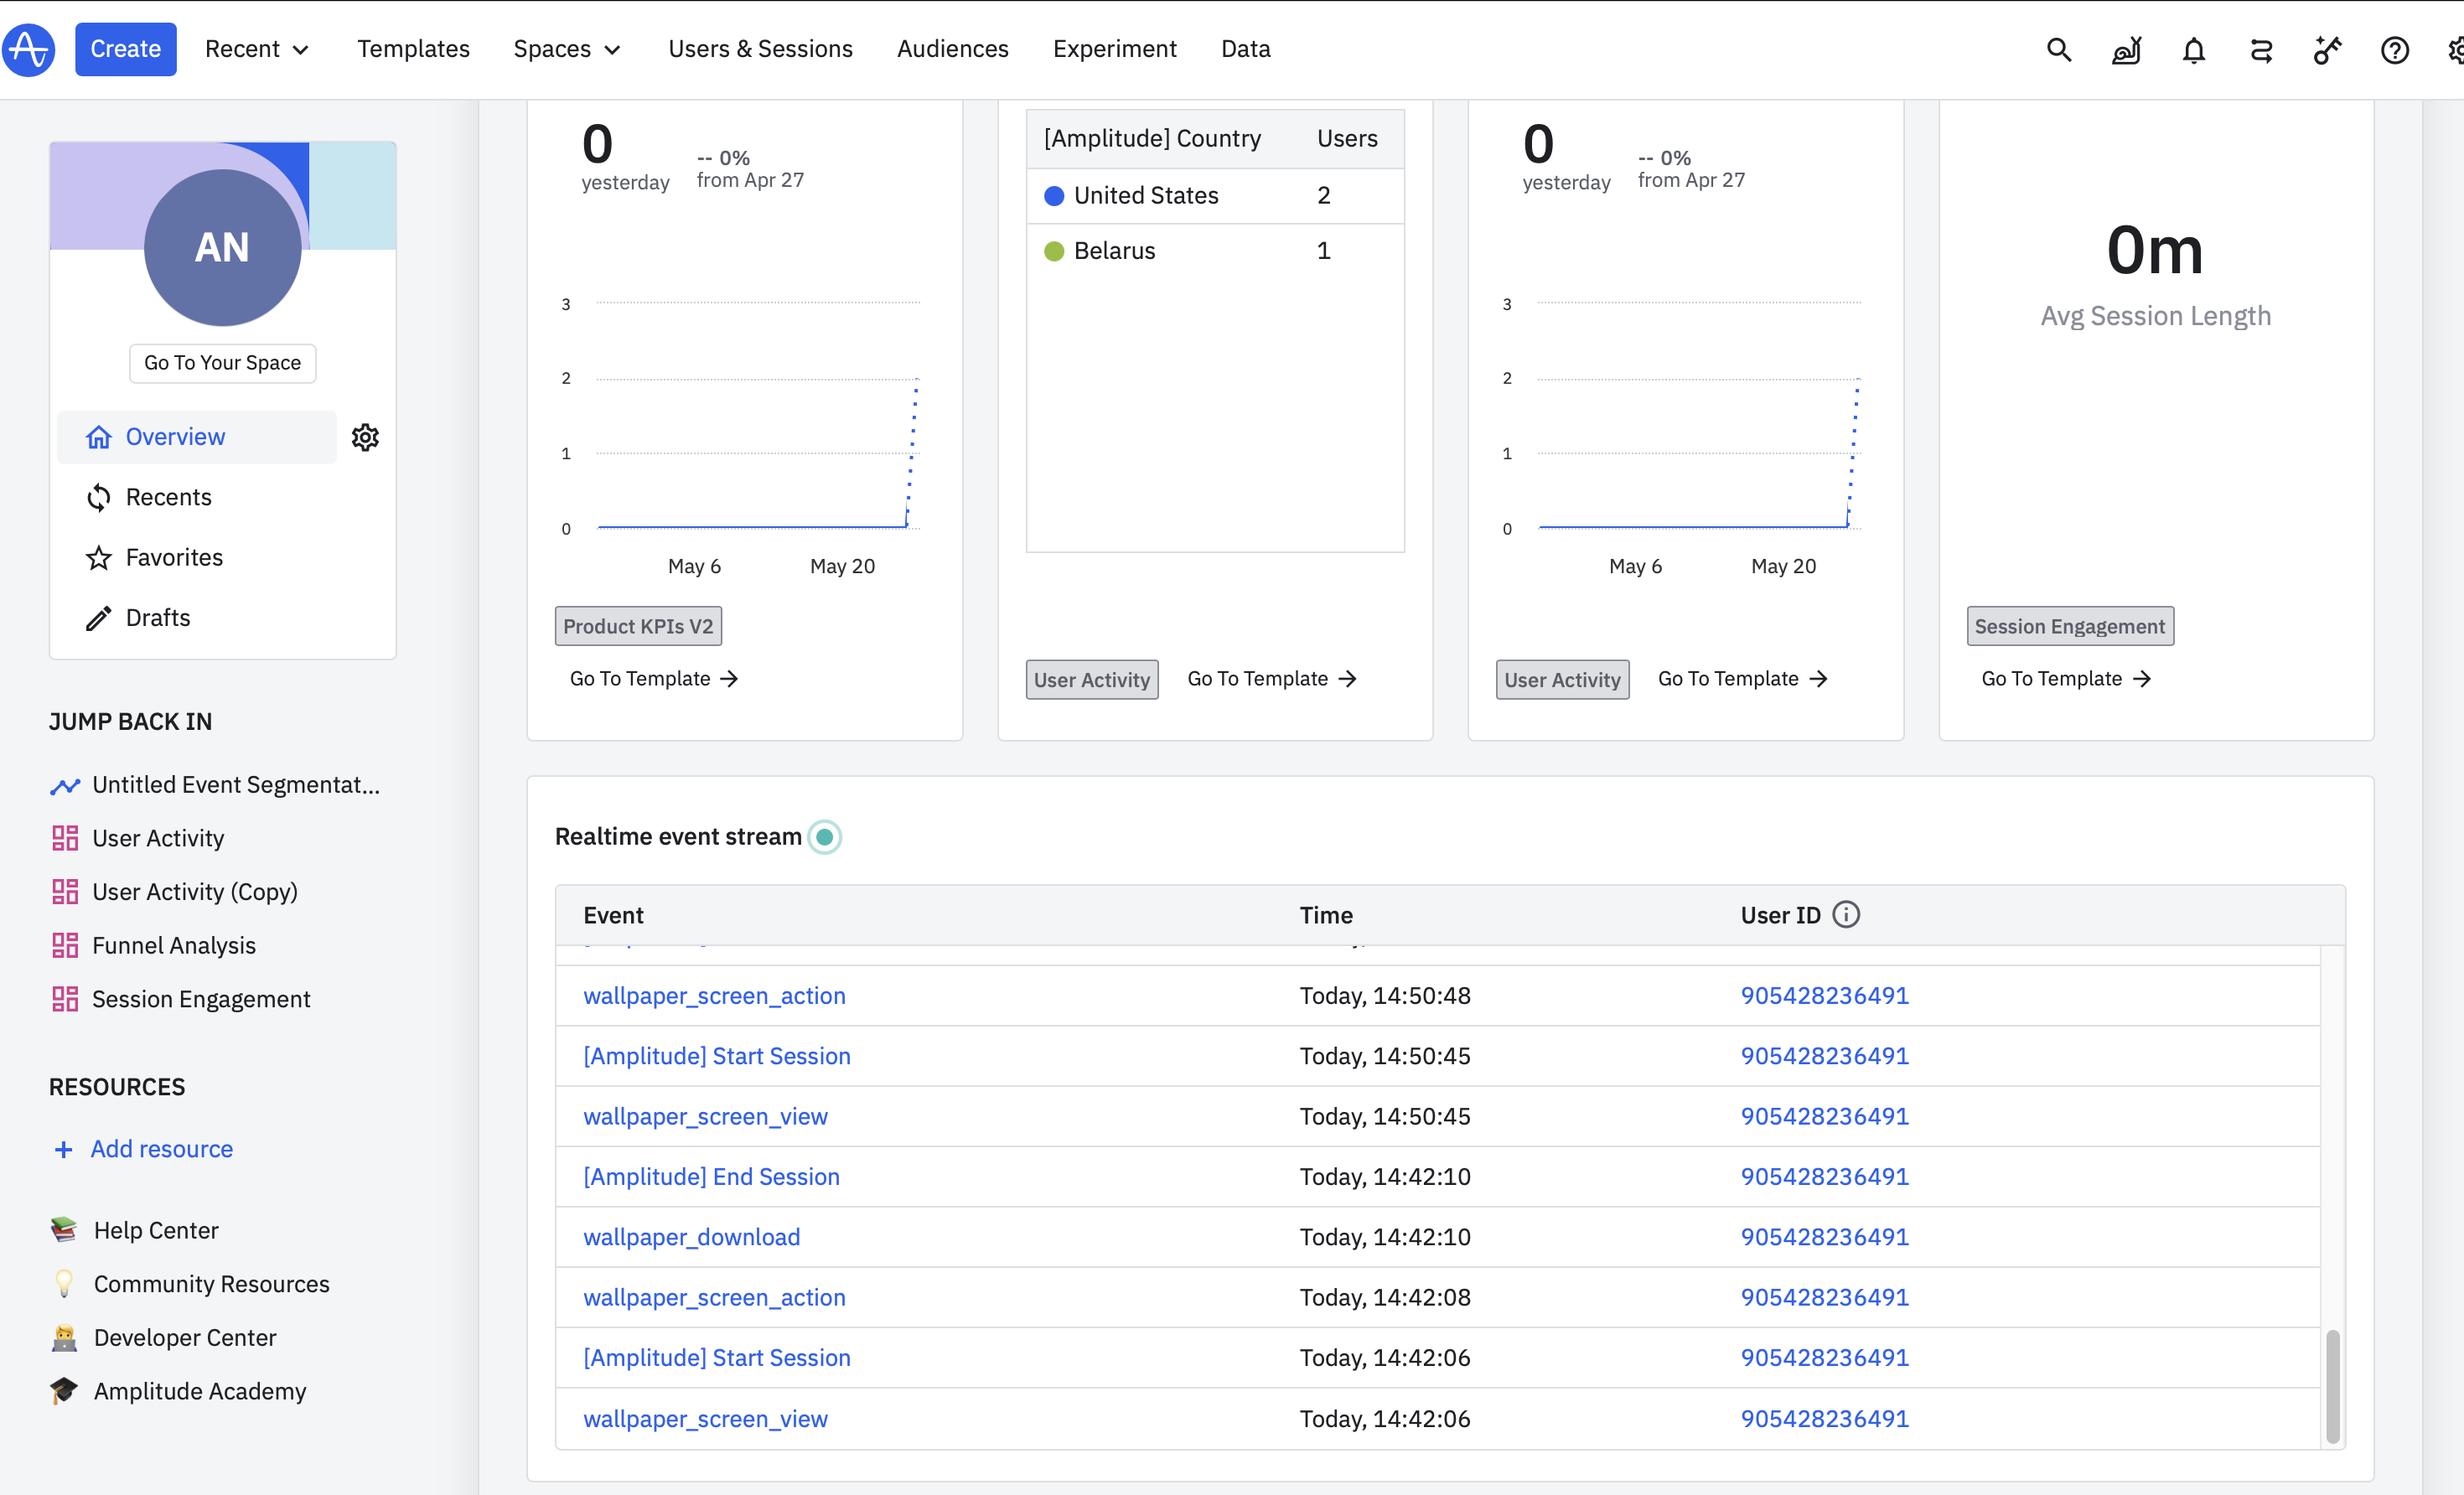 Create
Recent
Templates
Spaces
Users & Sessions
Audiences
Experiment
Data
AN
Go To Your Space
Overview
Recents
Favorites
Drafts
JUMP BACK IN
Untitled Event Segmentat...
User Activity
User Activity (Copy)
Funnel Analysis
Session Engagement
RESOURCES
+ Add resource
Help Center
Community Resources
Developer Center
Amplitude Academy
0
yesterday
-- 0%
from Apr 27
3
2
1
0
May 6 May 20
Product KPIs V2
Go To Template →
[Amplitude] Country Users
United States 2
Belarus 1
User Activity Go To Template →
0
yesterday
-- 0%
from Apr 27
3
2
1
0
May 6 May 20
User Activity Go To Template →
0m
Avg Session Length
Session Engagement
Go To Template →
Realtime event stream
Event Time User ID
wallpaper_screen_action Today, 14:50:48 905428236491
[Amplitude] Start Session Today, 14:50:45 905428236491
wallpaper_screen_view Today, 14:50:45 905428236491
[Amplitude] End Session Today, 14:42:10 905428236491
wallpaper_download Today, 14:42:10 905428236491
wallpaper_screen_action Today, 14:42:08 905428236491
[Amplitude] Start Session Today, 14:42:06 905428236491
wallpaper_screen_view Today, 14:42:06 905428236491